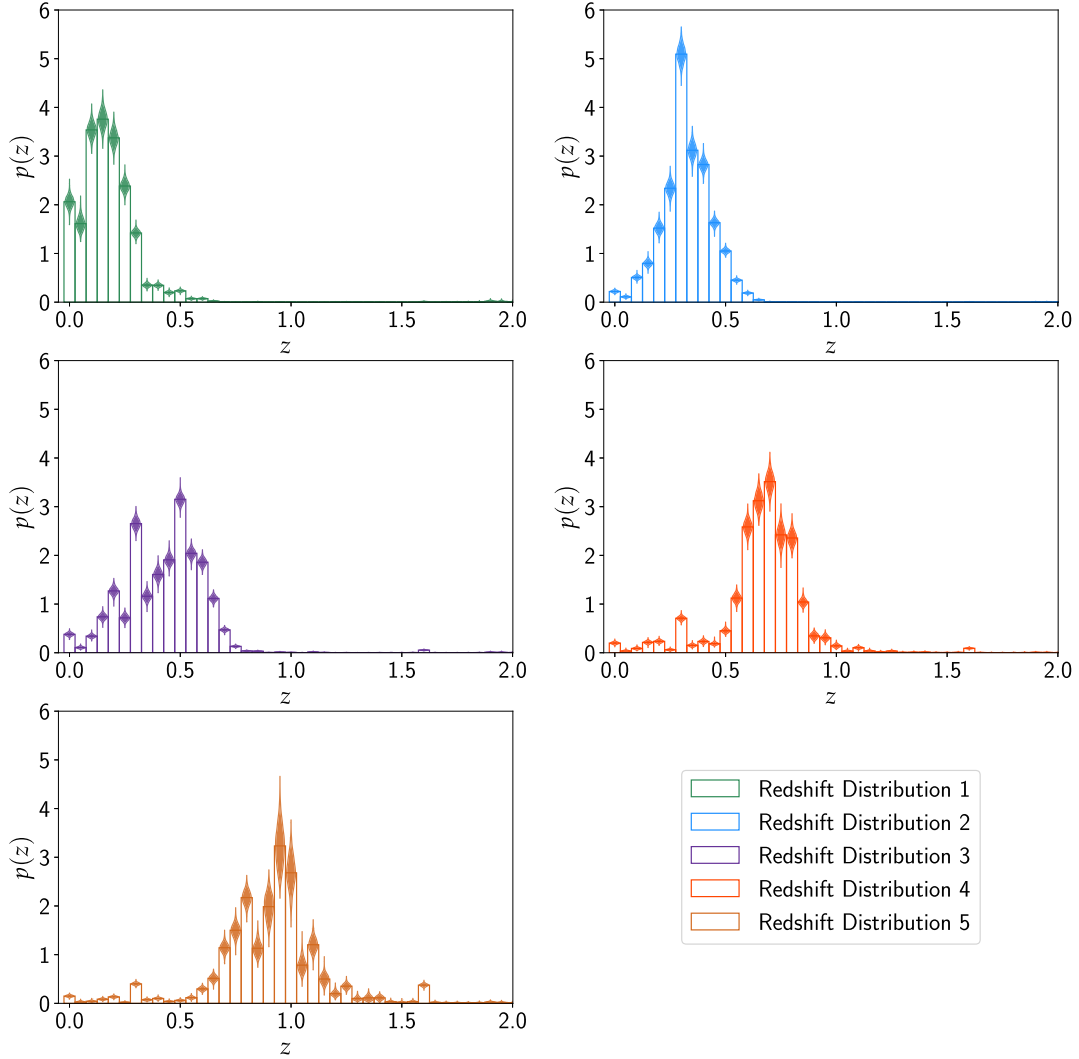 6
5
4
3
2
1
0
p(z)
0.0 0.5 1.0 1.5 2.0
z
6
5
4
3
2
1
0
p(z)
0.0 0.5 1.0 1.5 2.0
z
6
5
4
3
2
1
0
p(z)
0.0 0.5 1.0 1.5 2.0
z
6
5
4
3
2
1
0
p(z)
0.0 0.5 1.0 1.5 2.0
z
6
5
4
3
2
1
0
p(z)
0.0 0.5 1.0 1.5 2.0
z
Redshift Distribution 1
Redshift Distribution 2
Redshift Distribution 3
Redshift Distribution 4
Redshift Distribution 5